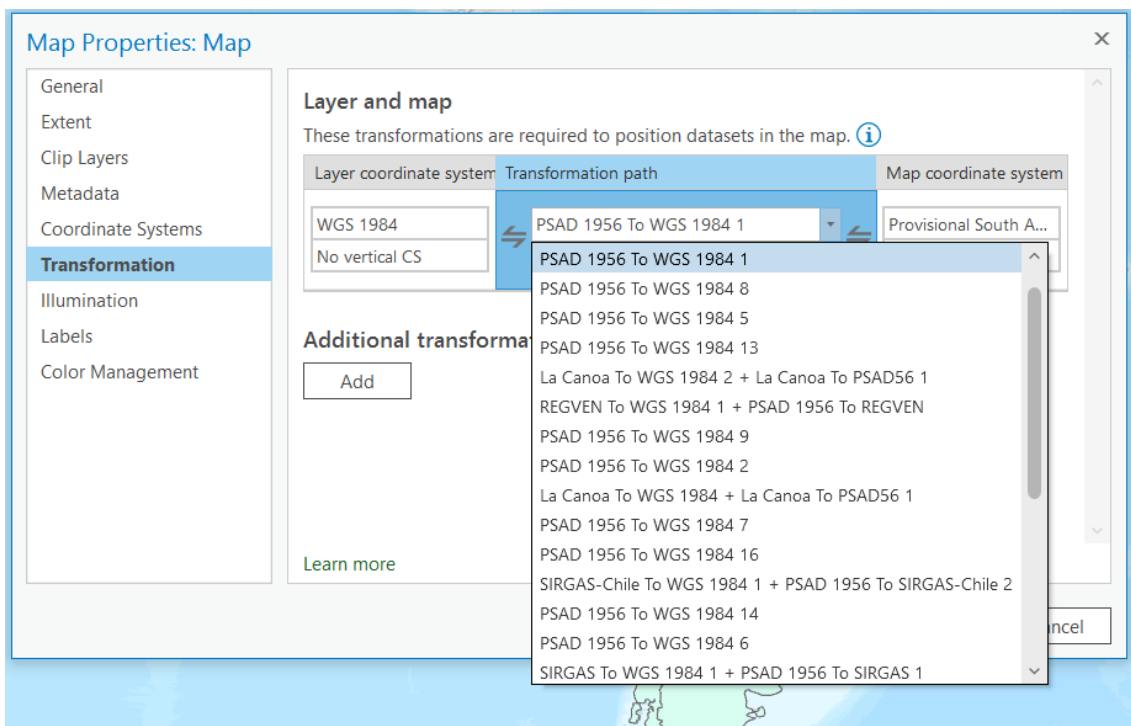 Map Properties: Map
General
Extent
Clip Layers
Metadata
Coordinate Systems
Transformation
Illumination
Labels
Color Management
Layer and map
These transformations are required to position datasets in the map.
Layer coordinate system Transformation path Map coordinate system
WGS 1984 PSAD 1956 To WGS 1984 1 Provisional South A...
No vertical CS
PSAD 1956 To WGS 1984 1
PSAD 1956 To WGS 1984 8
PSAD 1956 To WGS 1984 5
PSAD 1956 To WGS 1984 13
La Canoa To WGS 1984 2 + La Canoa To PSAD56 1
REGVEN To WGS 1984 1 + PSAD 1956 To REGVEN
PSAD 1956 To WGS 1984 9
PSAD 1956 To WGS 1984 2
La Canoa To WGS 1984 + La Canoa To PSAD56 1
PSAD 1956 To WGS 1984 7
PSAD 1956 To WGS 1984 16
SIRGAS-Chile To WGS 1984 1 + PSAD 1956 To SIRGAS-Chile 2
PSAD 1956 To WGS 1984 14
PSAD 1956 To WGS 1984 6
SIRGAS To WGS 1984 1 + PSAD 1956 To SIRGAS 1
Additional transforma
Add
Learn more
ncel